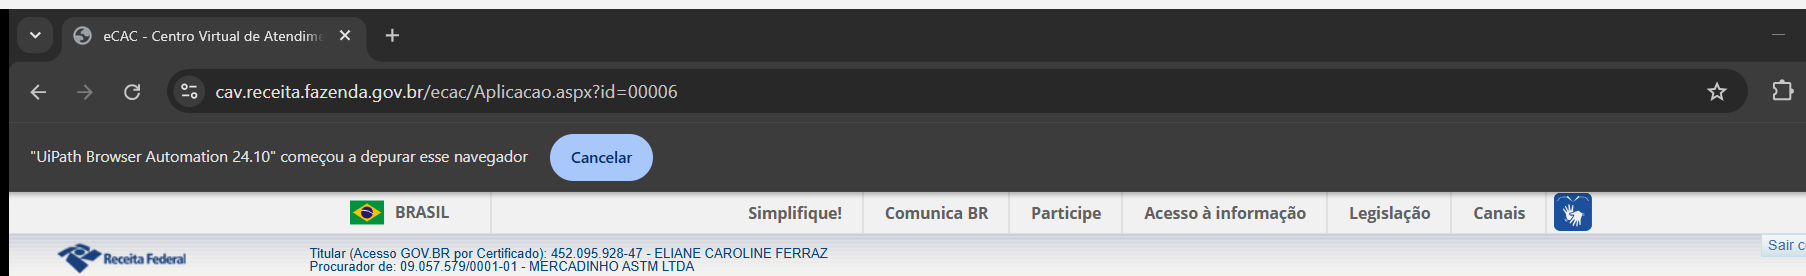 eCAC - Centro Virtual de Atendime
cav.receita.fazenda.gov.br/ecac/Aplicacao.aspx?id=00006
"UiPath Browser Automation 24.10" começou a depurar esse navegador Cancelar
BRASIL Simplifique! Comunica BR Participe Acesso à informação Legislação Canais
Receita Federal
Titular (Acesso GOV.BR por Certificado): 452.095.928-47 - ELIANE CAROLINE FERRAZ
Procurador de: 09.057.579/0001-01 - MERCADINHO ASTM LTDA
Sair c